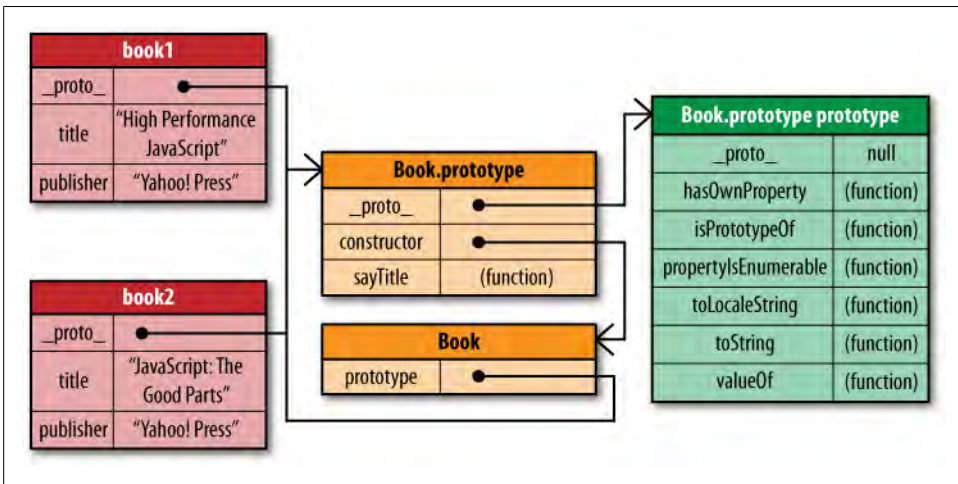 book1
_proto_
title "High Performance
JavaScript"
publisher "Yahoo! Press"
book2
_proto_
title "JavaScript: The
Good Parts"
publisher "Yahoo! Press"
Book.prototype
_proto_
constructor
sayTitle (function)
Book
prototype
Book.prototype prototype
_proto_ null
hasOwnProperty (function)
isPrototypeOf (function)
propertyIsEnumerable (function)
toLocaleString (function)
toString (function)
valueOf (function)